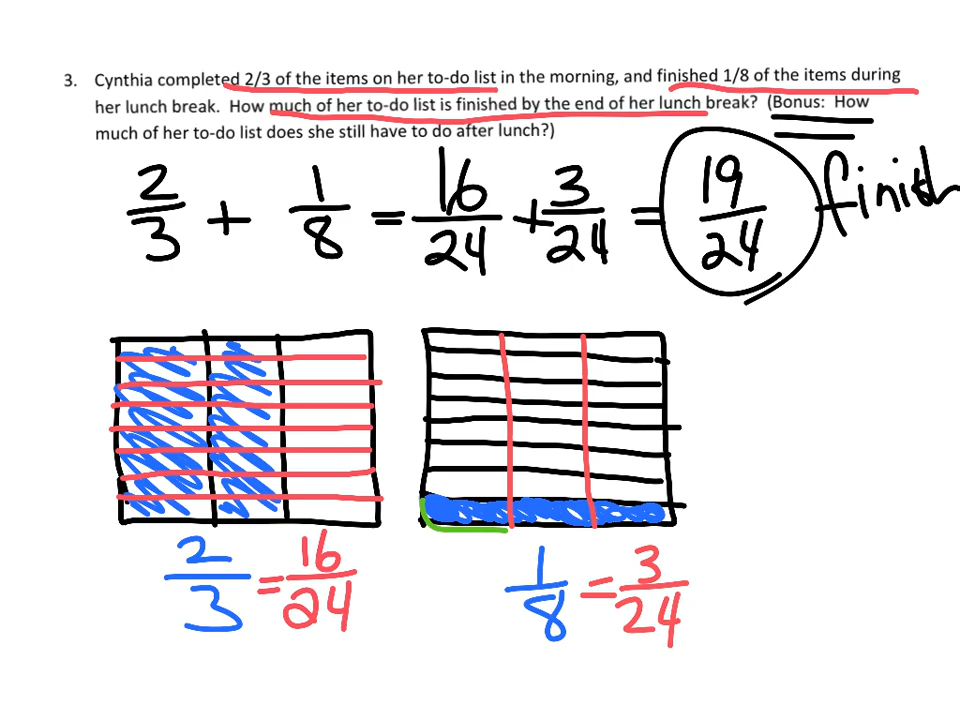 3. Cynthia completed 2/3 of the items on her to-do list in the morning, and finished 1/8 of the items during
her lunch break. How much of her to-do list is finished by the end of her lunch break? (Bonus: How
much of her to-do list does she still have to do after lunch?)
2/3 + 1/8 = 16/24 + 3/24 = 19/24 finish
2/3 = 16/24
1/8 = 3/24